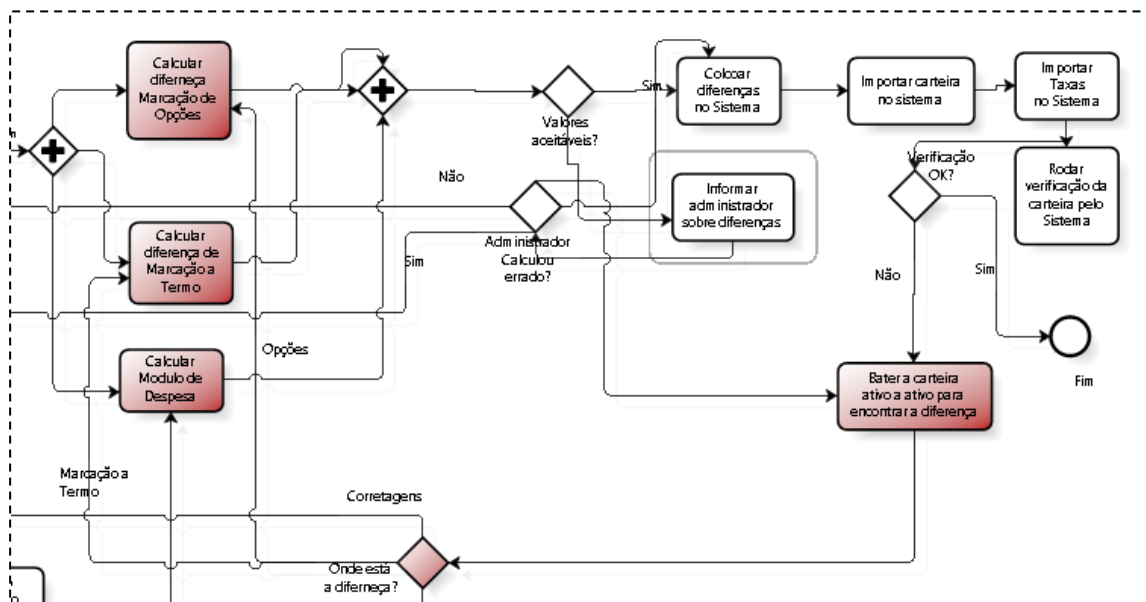 Calcular
diferneça
Marcação de
Opções
Sim
Valores
aceitáveis?
Colcoar
diferenças
no Sistema
Importar carteira
no sistema
Importar
Taxas
no Sistema
Verificação
OK?
Rodar
verificação da
carteira pelo
Sistema
Não
Informar
administrador
sobre diferenças
Calcular
diferença de
Marcação a
Termo
Sim
Administrador
Calculou
errado?
Não
Sim
Opções
Calcular
Modulo de
Despesa
Fim
Bater a carteira
ativo a ativo para
encontrar a diferença
Marcação a
Termo
Corretagens
Onde está
a diferneça?